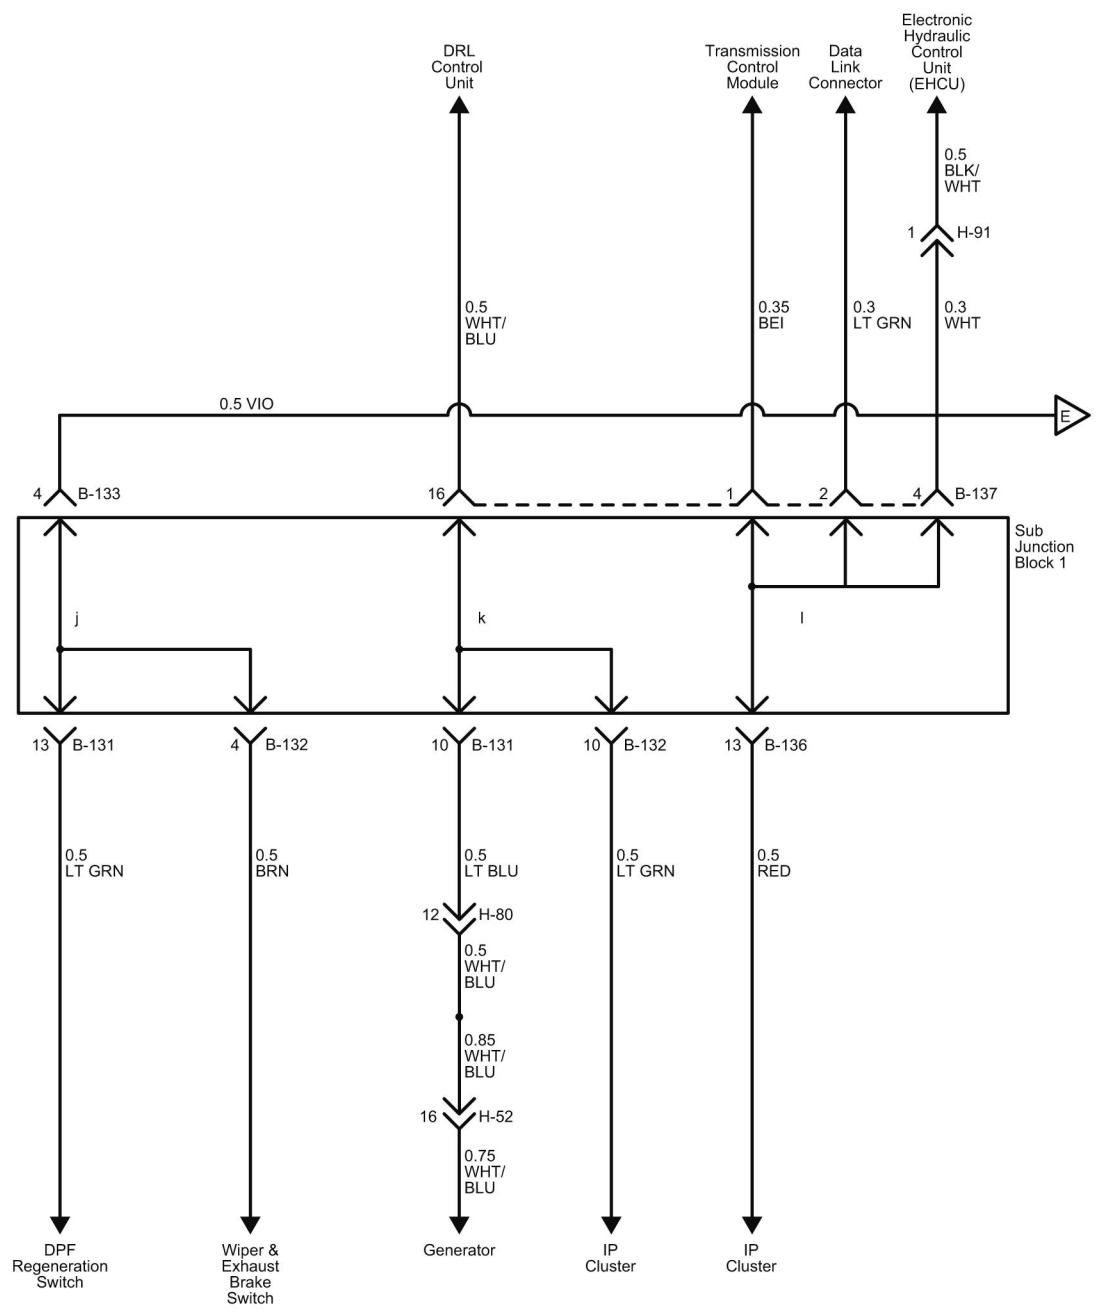 Electronic
Hydraulic
Control
Unit
(EHCU)
DRL
Control
Unit
Transmission
Control
Module
Data
Link
Connector
0.5
BLK/
WHT
1 H-91
0.5
WHT/
BLU
0.35
BEI
0.3
LT GRN
0.3
WHT
0.5 VIO
E
4 B-133
16
1
2
4 B-137
Sub
Junction
Block 1
j
k
l
13 B-131
4 B-132
10 B-131
10 B-132
13 B-136
0.5
LT GRN
0.5
BRN
0.5
LT BLU
0.5
LT GRN
0.5
RED
12 H-80
0.5
WHT/
BLU
0.85
WHT/
BLU
16 H-52
0.75
WHT/
BLU
DPF
Regeneration
Switch
Wiper &
Exhaust
Brake
Switch
Generator
IP
Cluster
IP
Cluster